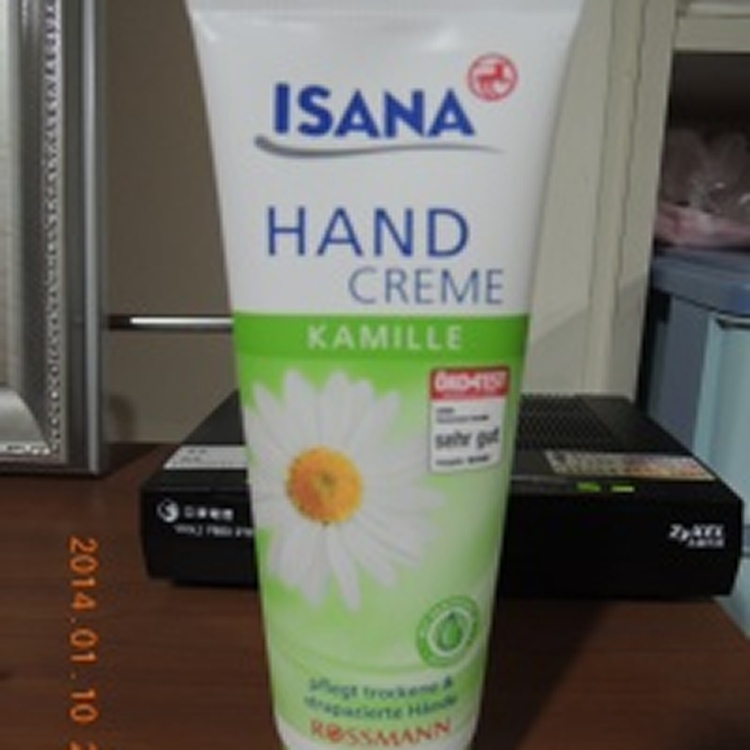 ISANA
HAND
CREME
KAMILLE
ÖKO-TEST
sehr gut
pflegt trockene &
strapazierte Hände
ROSSMANN
ZyXEL
2014.01.10